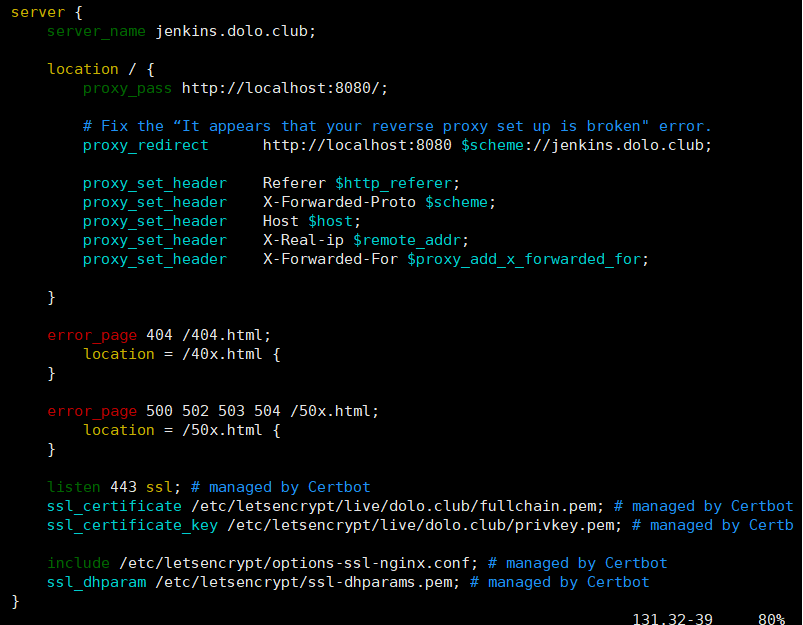 server {
    server_name jenkins.dolo.club;
    location / {
        proxy_pass http://localhost:8080/;
        # Fix the “It appears that your reverse proxy set up is broken" error.
        proxy_redirect      http://localhost:8080 $scheme://jenkins.dolo.club;
        proxy_set_header    Referer $http_referer;
        proxy_set_header    X-Forwarded-Proto $scheme;
        proxy_set_header    Host $host;
        proxy_set_header    X-Real-ip $remote_addr;
        proxy_set_header    X-Forwarded-For $proxy_add_x_forwarded_for;
    }
    error_page 404 /404.html;
        location = /40x.html {
    }
    error_page 500 502 503 504 /50x.html;
        location = /50x.html {
    }
    listen 443 ssl; # managed by Certbot
    ssl_certificate /etc/letsencrypt/live/dolo.club/fullchain.pem; # managed by Certbot
    ssl_certificate_key /etc/letsencrypt/live/dolo.club/privkey.pem; # managed by Certb
    include /etc/letsencrypt/options-ssl-nginx.conf; # managed by Certbot
    ssl_dhparam /etc/letsencrypt/ssl-dhparams.pem; # managed by Certbot
}
131.32-39     80%